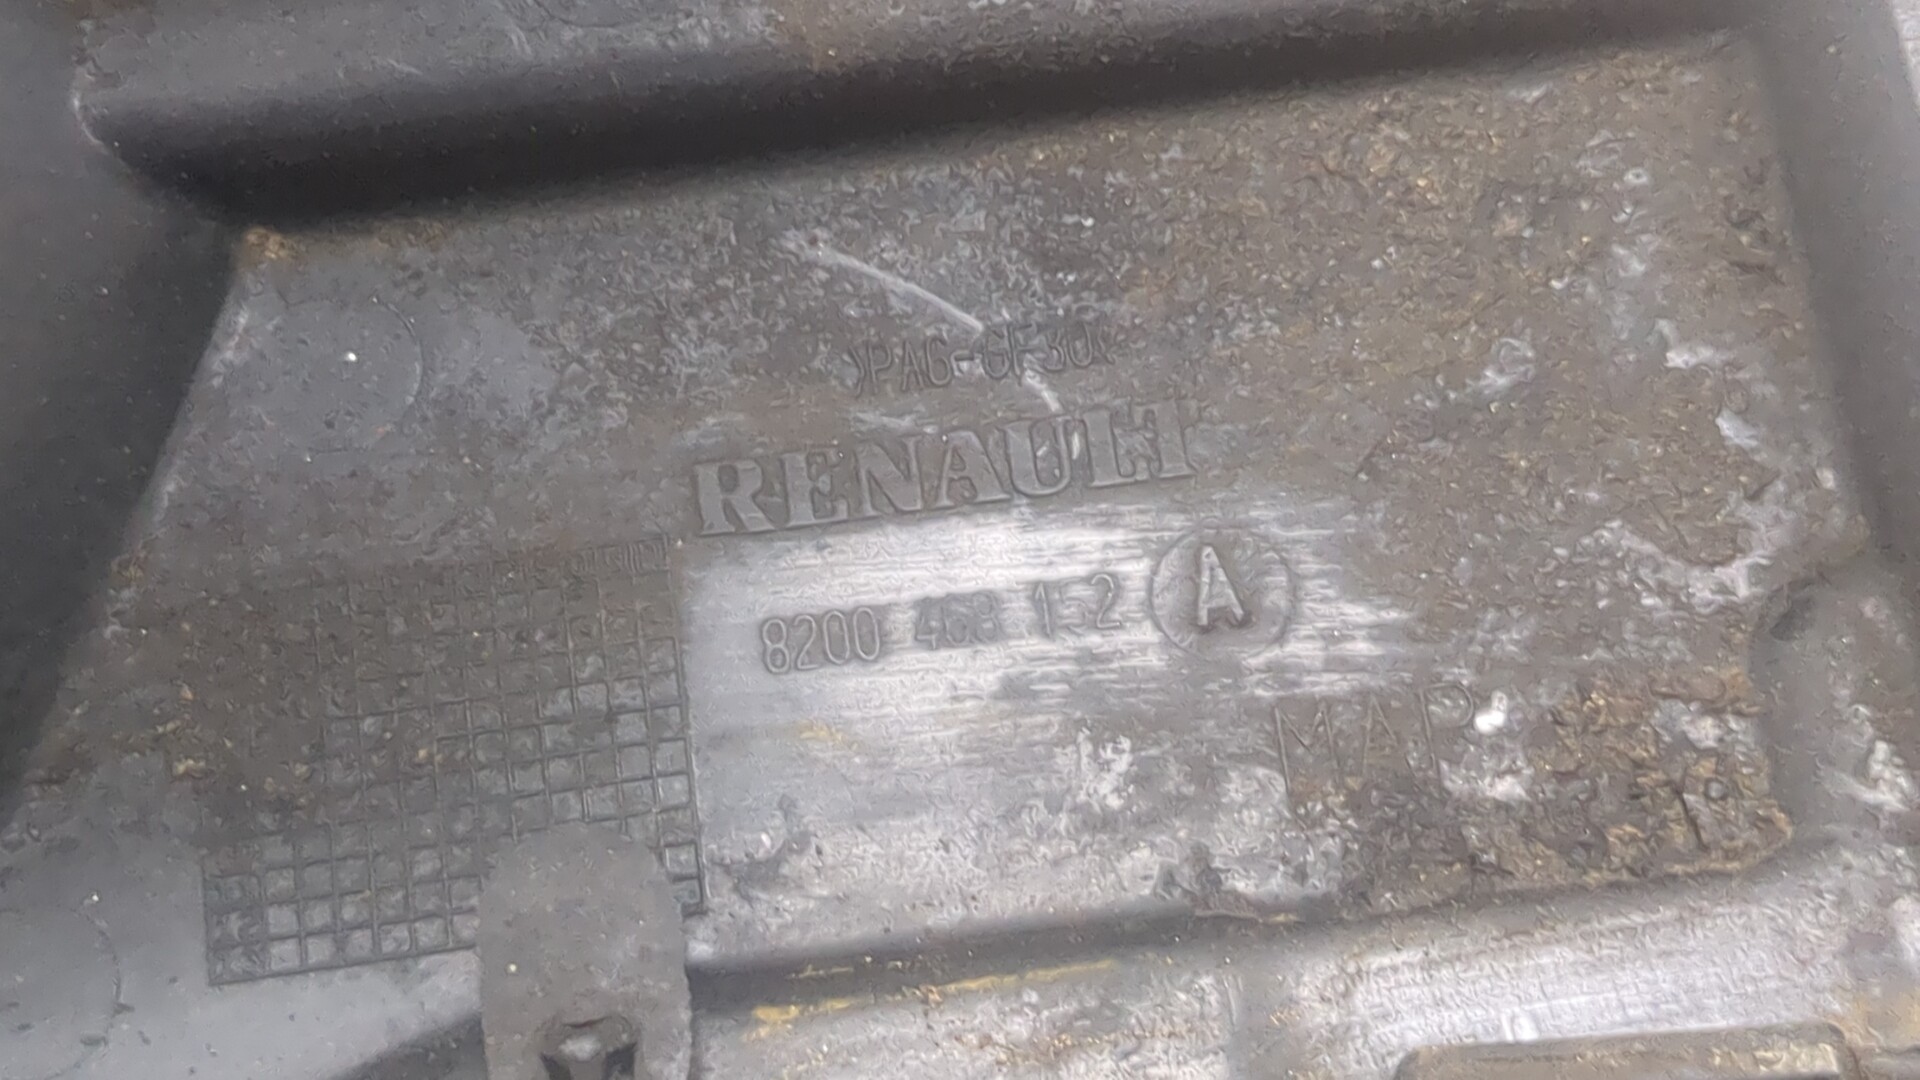 >PA6-GF30<
RENAULT
8200 468 152 A
MAP